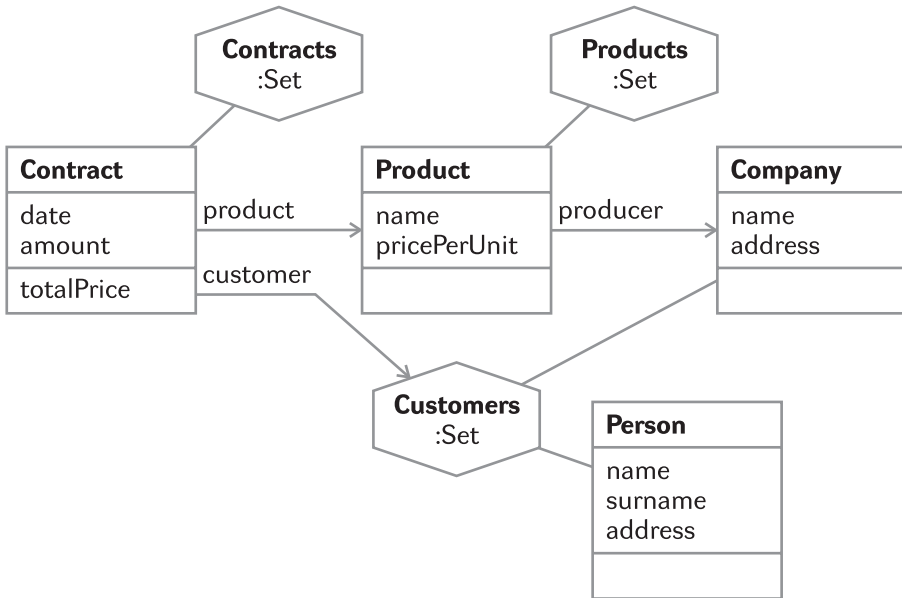 Contracts
:Set
Products
:Set
Contract
date
amount
totalPrice
product
customer
Product
name
pricePerUnit
producer
Company
name
address
Customers
:Set
Person
name
surname
address